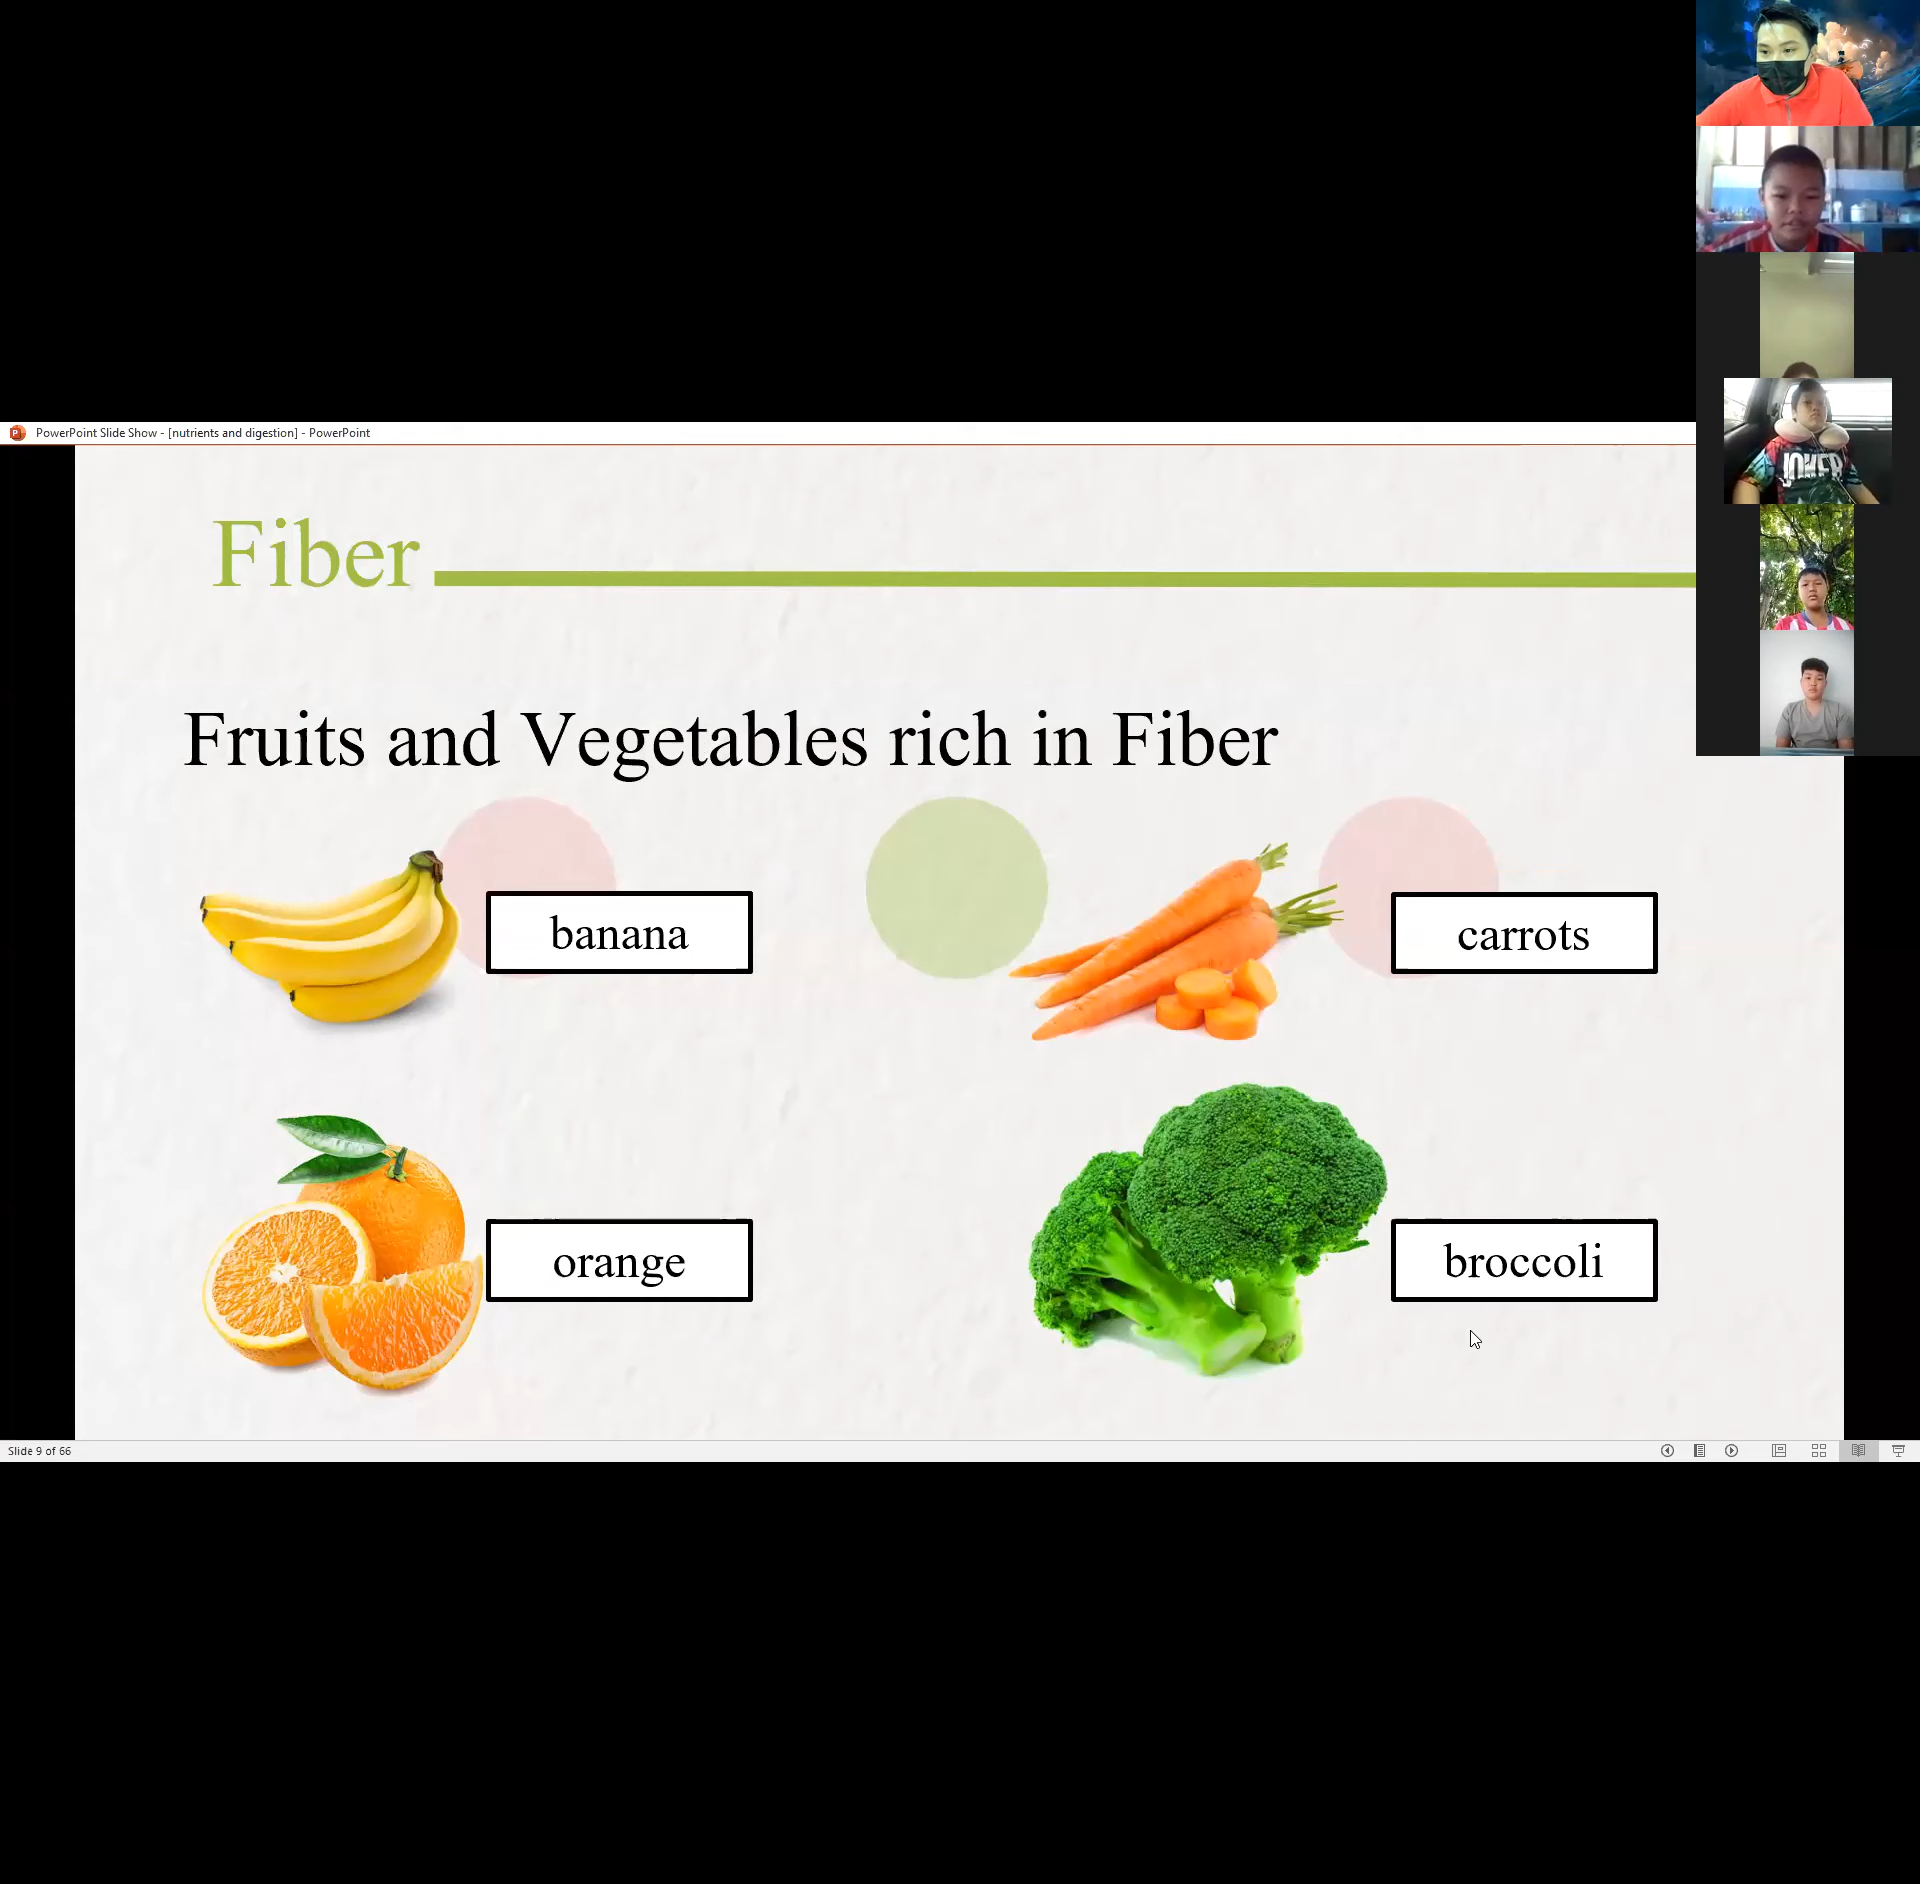 PowerPoint Slide Show - [nutrients and digestion] - PowerPoint
Fiber
Fruits and Vegetables rich in Fiber
banana
carrots
orange
broccoli
Slide 9 of 66
JOKER